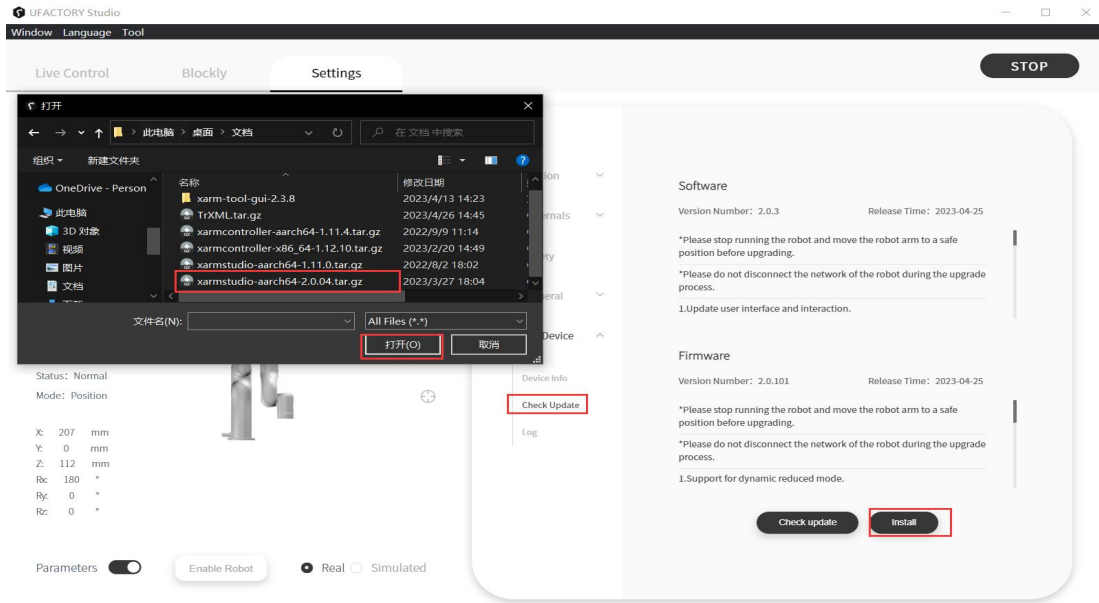 UFACTORY Studio
Window Language Tool
Live Control Blockly Settings STOP
打开
此电脑 > 桌面 > 文档
在 文档 中搜索
组织 新建文件夹
OneDrive - Person
此电脑
3D 对象
视频
图片
文档
名称 修改日期
xarm-tool-gui-2.3.8 2023/4/13 14:23
TrXML.tar.gz 2023/4/26 14:45
xarmcontroller-aarch64-1.11.4.tar.gz 2022/9/9 11:14
xarmcontroller-x86_64-1.12.10.tar.gz 2023/2/20 14:49
xarmstudio-aarch64-1.11.0.tar.gz 2022/8/2 18:02
xarmstudio-aarch64-2.0.04.tar.gz 2023/3/27 18:04
文件名(N): All Files (*.*)
打开(O) 取消
Status: Normal
Mode: Position
X: 207 mm
Y: 0 mm
Z: 112 mm
Rx: 180 °
Ry: 0 °
Rz: 0 °
Parameters Enable Robot Real Simulated
Device
Device Info
Check Update
Log
Software
Version Number: 2.0.3 Release Time: 2023-04-25
*Please stop running the robot and move the robot arm to a safe
position before upgrading.
*Please do not disconnect the network of the robot during the upgrade
process.
1.Update user interface and interaction.
Firmware
Version Number: 2.0.101 Release Time: 2023-04-25
*Please stop running the robot and move the robot arm to a safe
position before upgrading.
*Please do not disconnect the network of the robot during the upgrade
process.
1.Support for dynamic reduced mode.
Check update Install